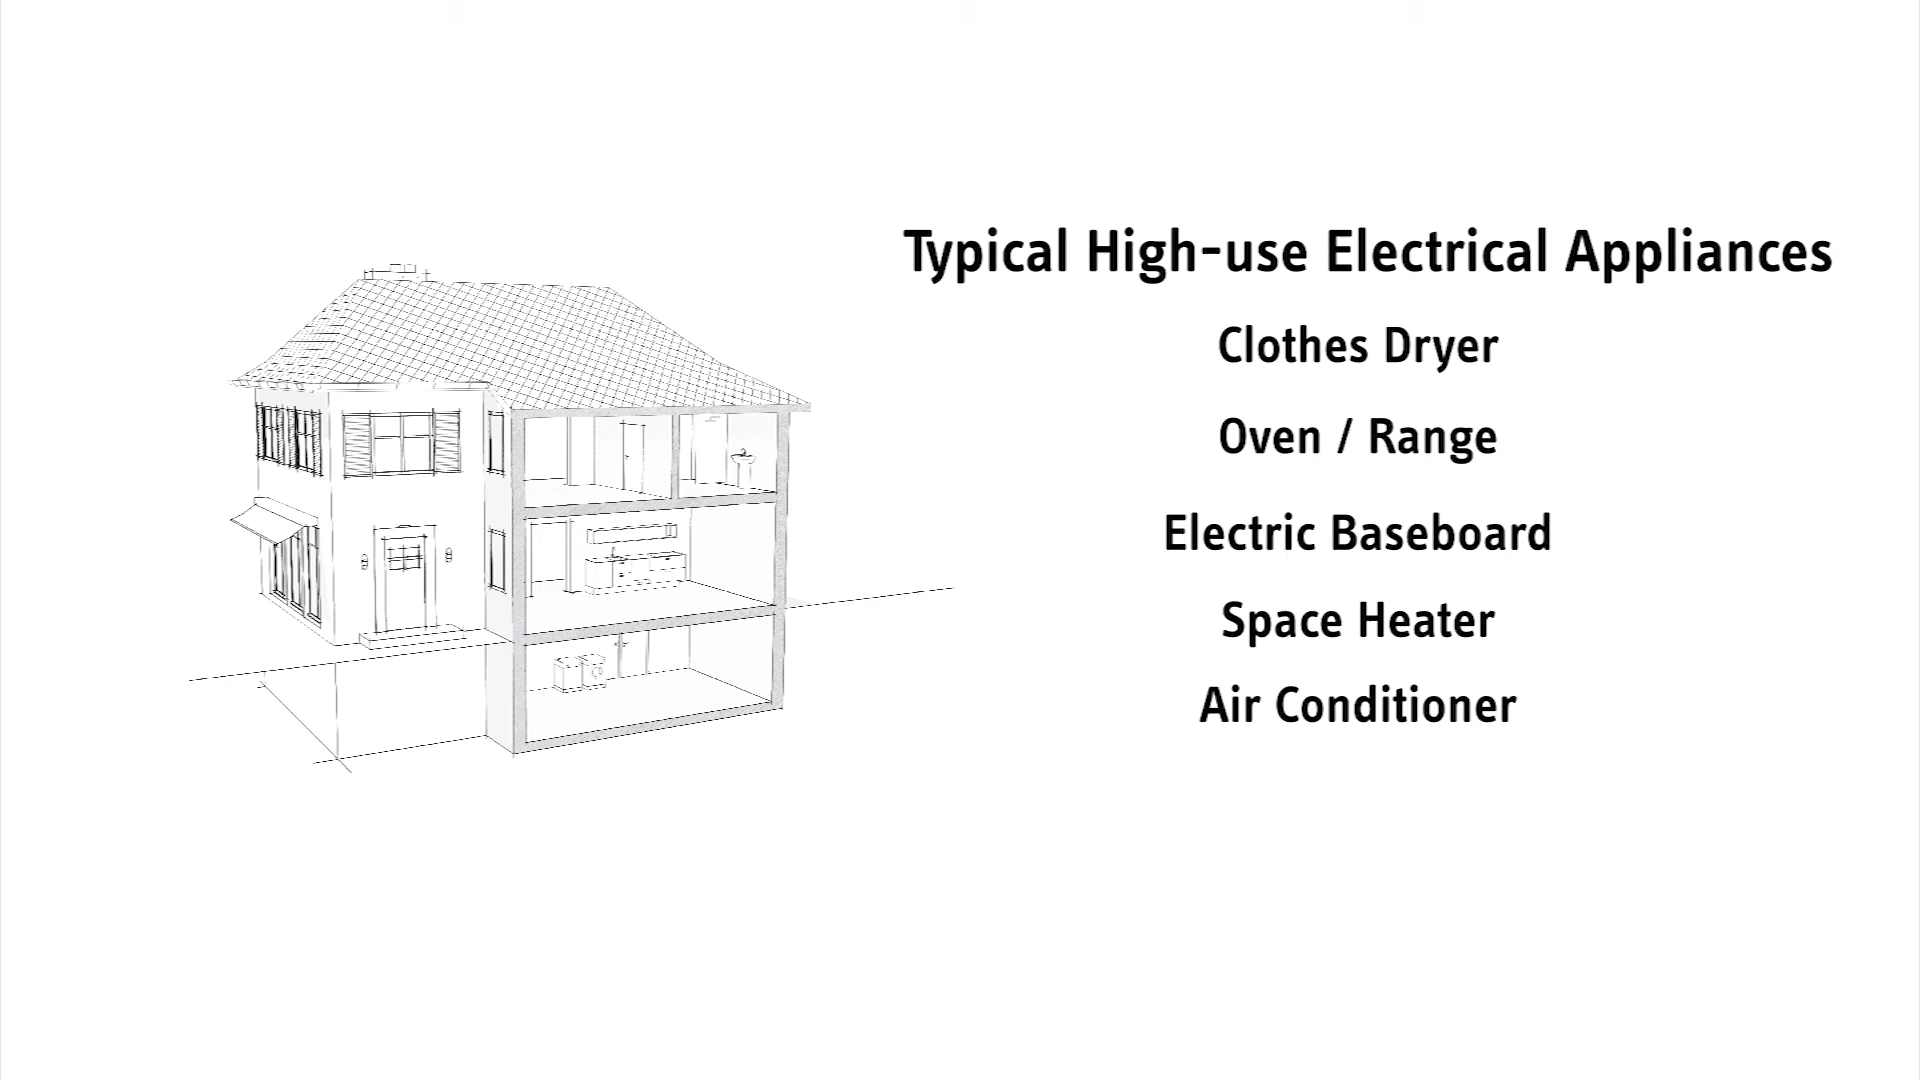 Typical High-use Electrical Appliances
Clothes Dryer
Oven / Range
Electric Baseboard
Space Heater
Air Conditioner